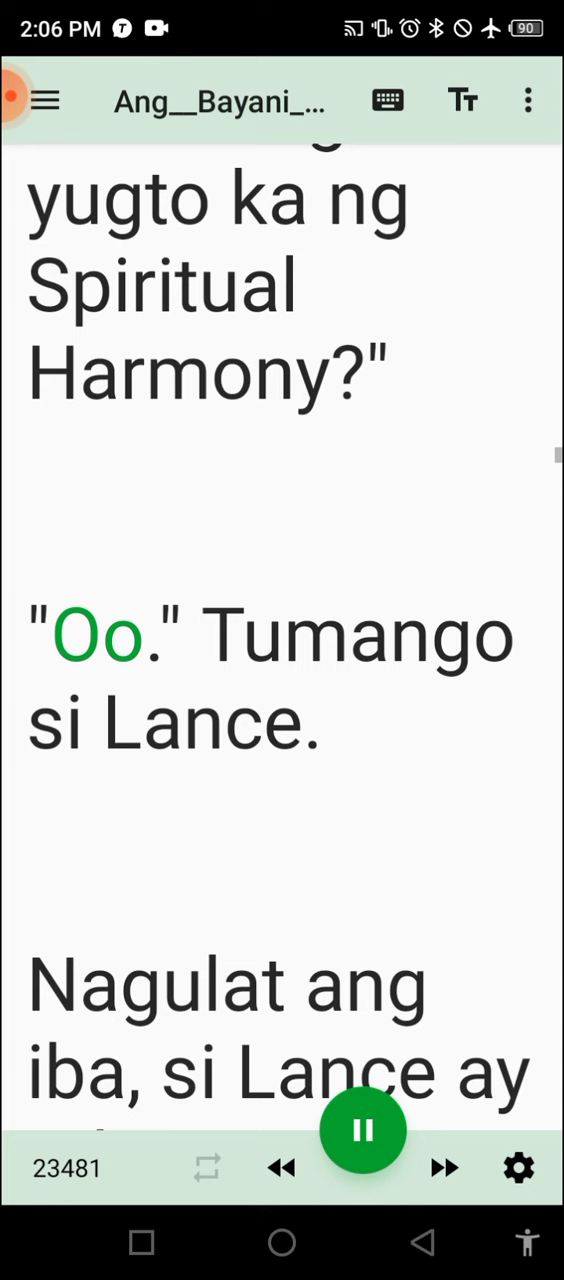 2:06 PM
90
Ang__Bayani_...
yugto ka ng
Spiritual
Harmony?"
"Oo." Tumango
si Lance.
Nagulat ang
iba, si Lance ay
23481